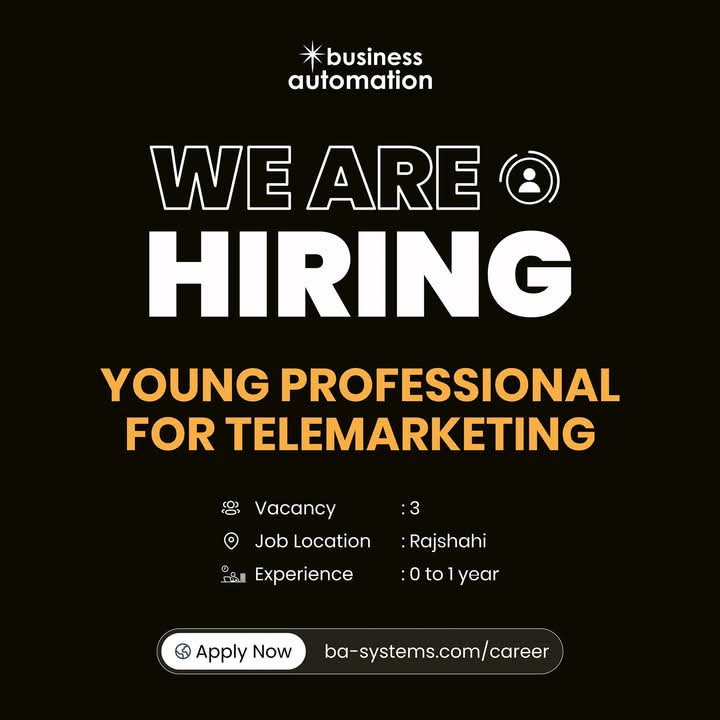 business
automation
WE ARE
HIRING
YOUNG PROFESSIONAL
FOR TELEMARKETING
Vacancy : 3
Job Location : Rajshahi
Experience : 0 to 1 year
Apply Now ba-systems.com/career